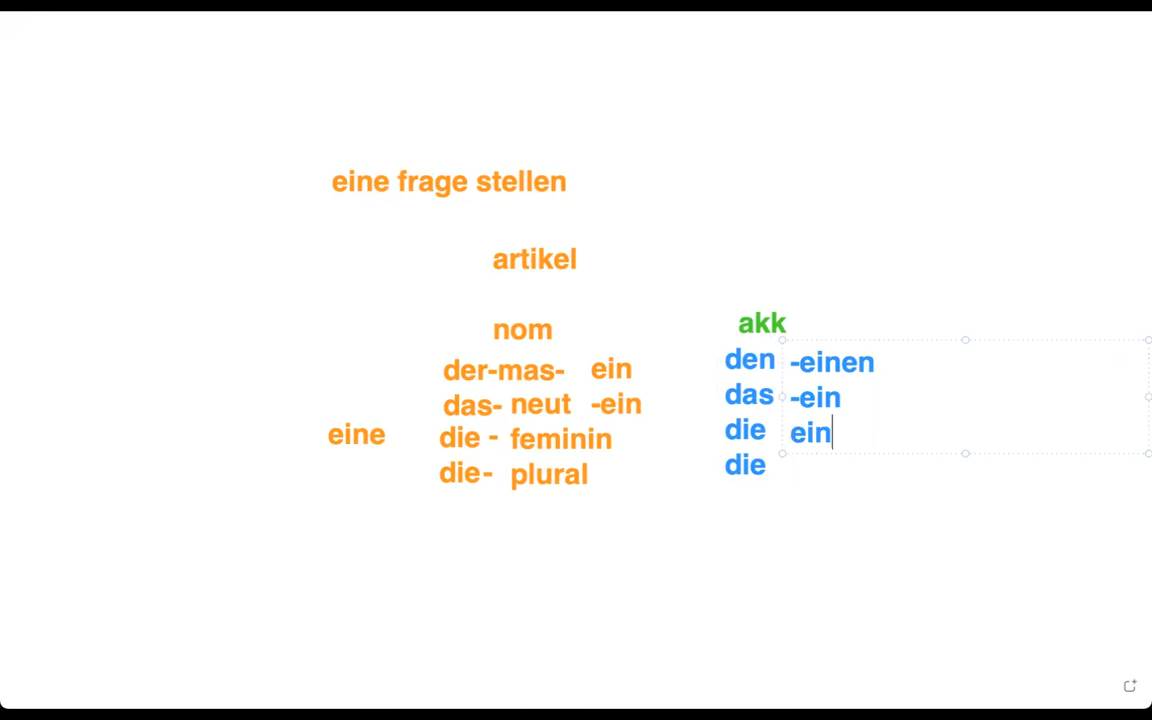 eine frage stellen
artikel
nom
akk
der-mas- ein
den -einen
das- neut -ein
das -ein
eine die - feminin
die ein
die- plural
die